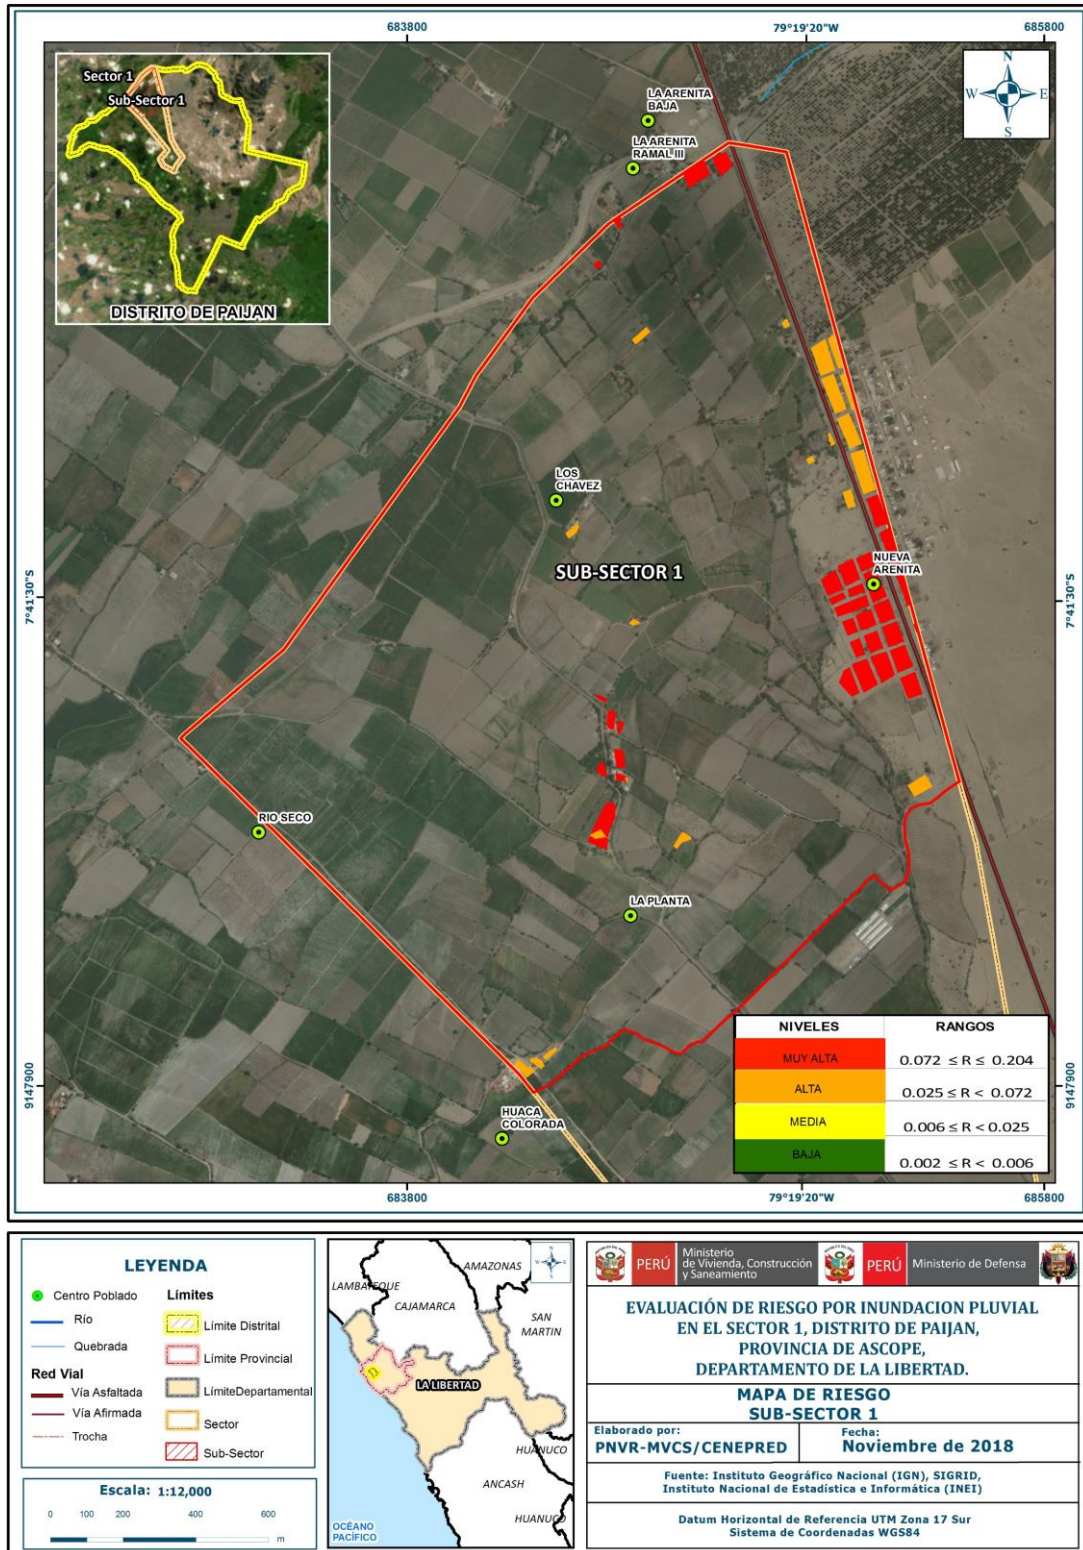 683800
79°19'20"W
685800
Sector 1
Sub-Sector 1
DISTRITO DE PAIJAN
N
W
E
S
LA ARENITA
BAJA
LA ARENITA
RAMAL III
LOS
CHAVEZ
SUB-SECTOR 1
NUEVA
ARENITA
7°41'30"S
7°41'30"S
RIO SECO
LA PLANTA
HUACA
COLORADA
9147900
9147900
NIVELES
RANGOS
MUY ALTA
0.072 ≤ R ≤ 0.204
ALTA
0.025 ≤ R < 0.072
MEDIA
0.006 ≤ R < 0.025
BAJA
0.002 ≤ R < 0.006
683800
79°19'20"W
685800
LEYENDA
Centro Poblado
Río
Quebrada
Red Vial
Vía Asfaltada
Vía Afirmada
Trocha
Límites
Límite Distrital
Límite Provincial
LímiteDepartamental
Sector
Sub-Sector
Escala: 1:12,000
0
100
200
400
600
m
LAMBAYEQUE
AMAZONAS
CAJAMARCA
SAN
MARTIN
LA LIBERTAD
HUANUCO
ANCASH
HUANUCO
OCÉANO
PACÍFICO
PERÚ
Ministerio
de Vivienda, Construcción
y Saneamiento
PERÚ
Ministerio de Defensa
EVALUACIÓN DE RIESGO POR INUNDACION PLUVIAL
EN EL SECTOR 1, DISTRITO DE PAIJAN,
PROVINCIA DE ASCOPE,
DEPARTAMENTO DE LA LIBERTAD.
MAPA DE RIESGO
SUB-SECTOR 1
Elaborado por:
PNVR-MVCS/CENEPRED
Fecha:
Noviembre de 2018
Fuente: Instituto Geográfico Nacional (IGN), SIGRID,
Instituto Nacional de Estadística e Informática (INEI)
Datum Horizontal de Referencia UTM Zona 17 Sur
Sistema de Coordenadas WGS84